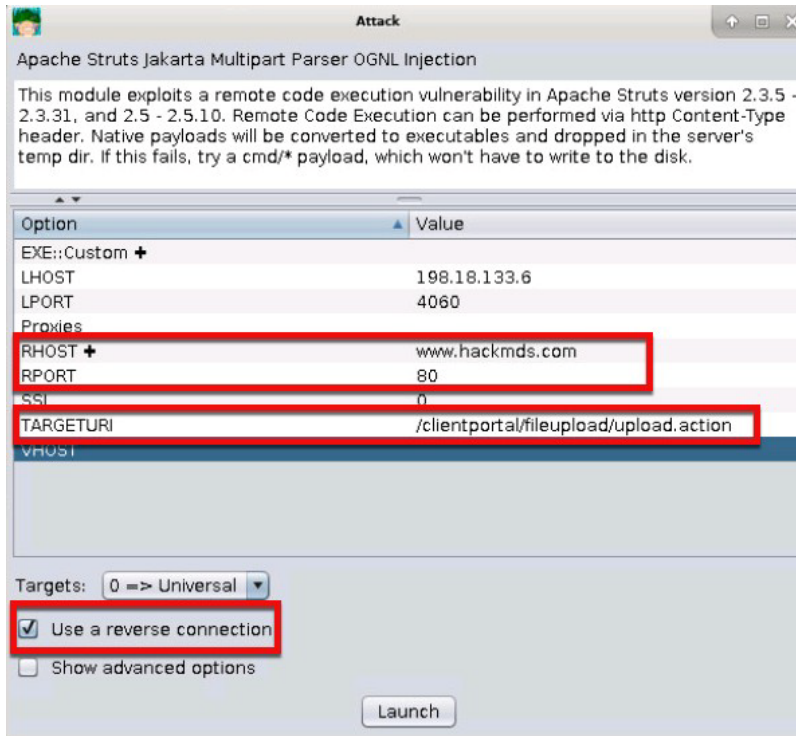 Attack
Apache Struts Jakarta Multipart Parser OGNL Injection
This module exploits a remote code execution vulnerability in Apache Struts version 2.3.5 -
2.3.31, and 2.5 - 2.5.10. Remote Code Execution can be performed via http Content-Type
header. Native payloads will be converted to executables and dropped in the server's
temp dir. If this fails, try a cmd/* payload, which won't have to write to the disk.
Option Value
EXE::Custom +
LHOST 198.18.133.6
LPORT 4060
Proxies
RHOST + www.hackmds.com
RPORT 80
SSL 0
TARGETURI /clientportal/fileupload/upload.action
VHOST
Targets: 0 => Universal
Use a reverse connection
Show advanced options
Launch